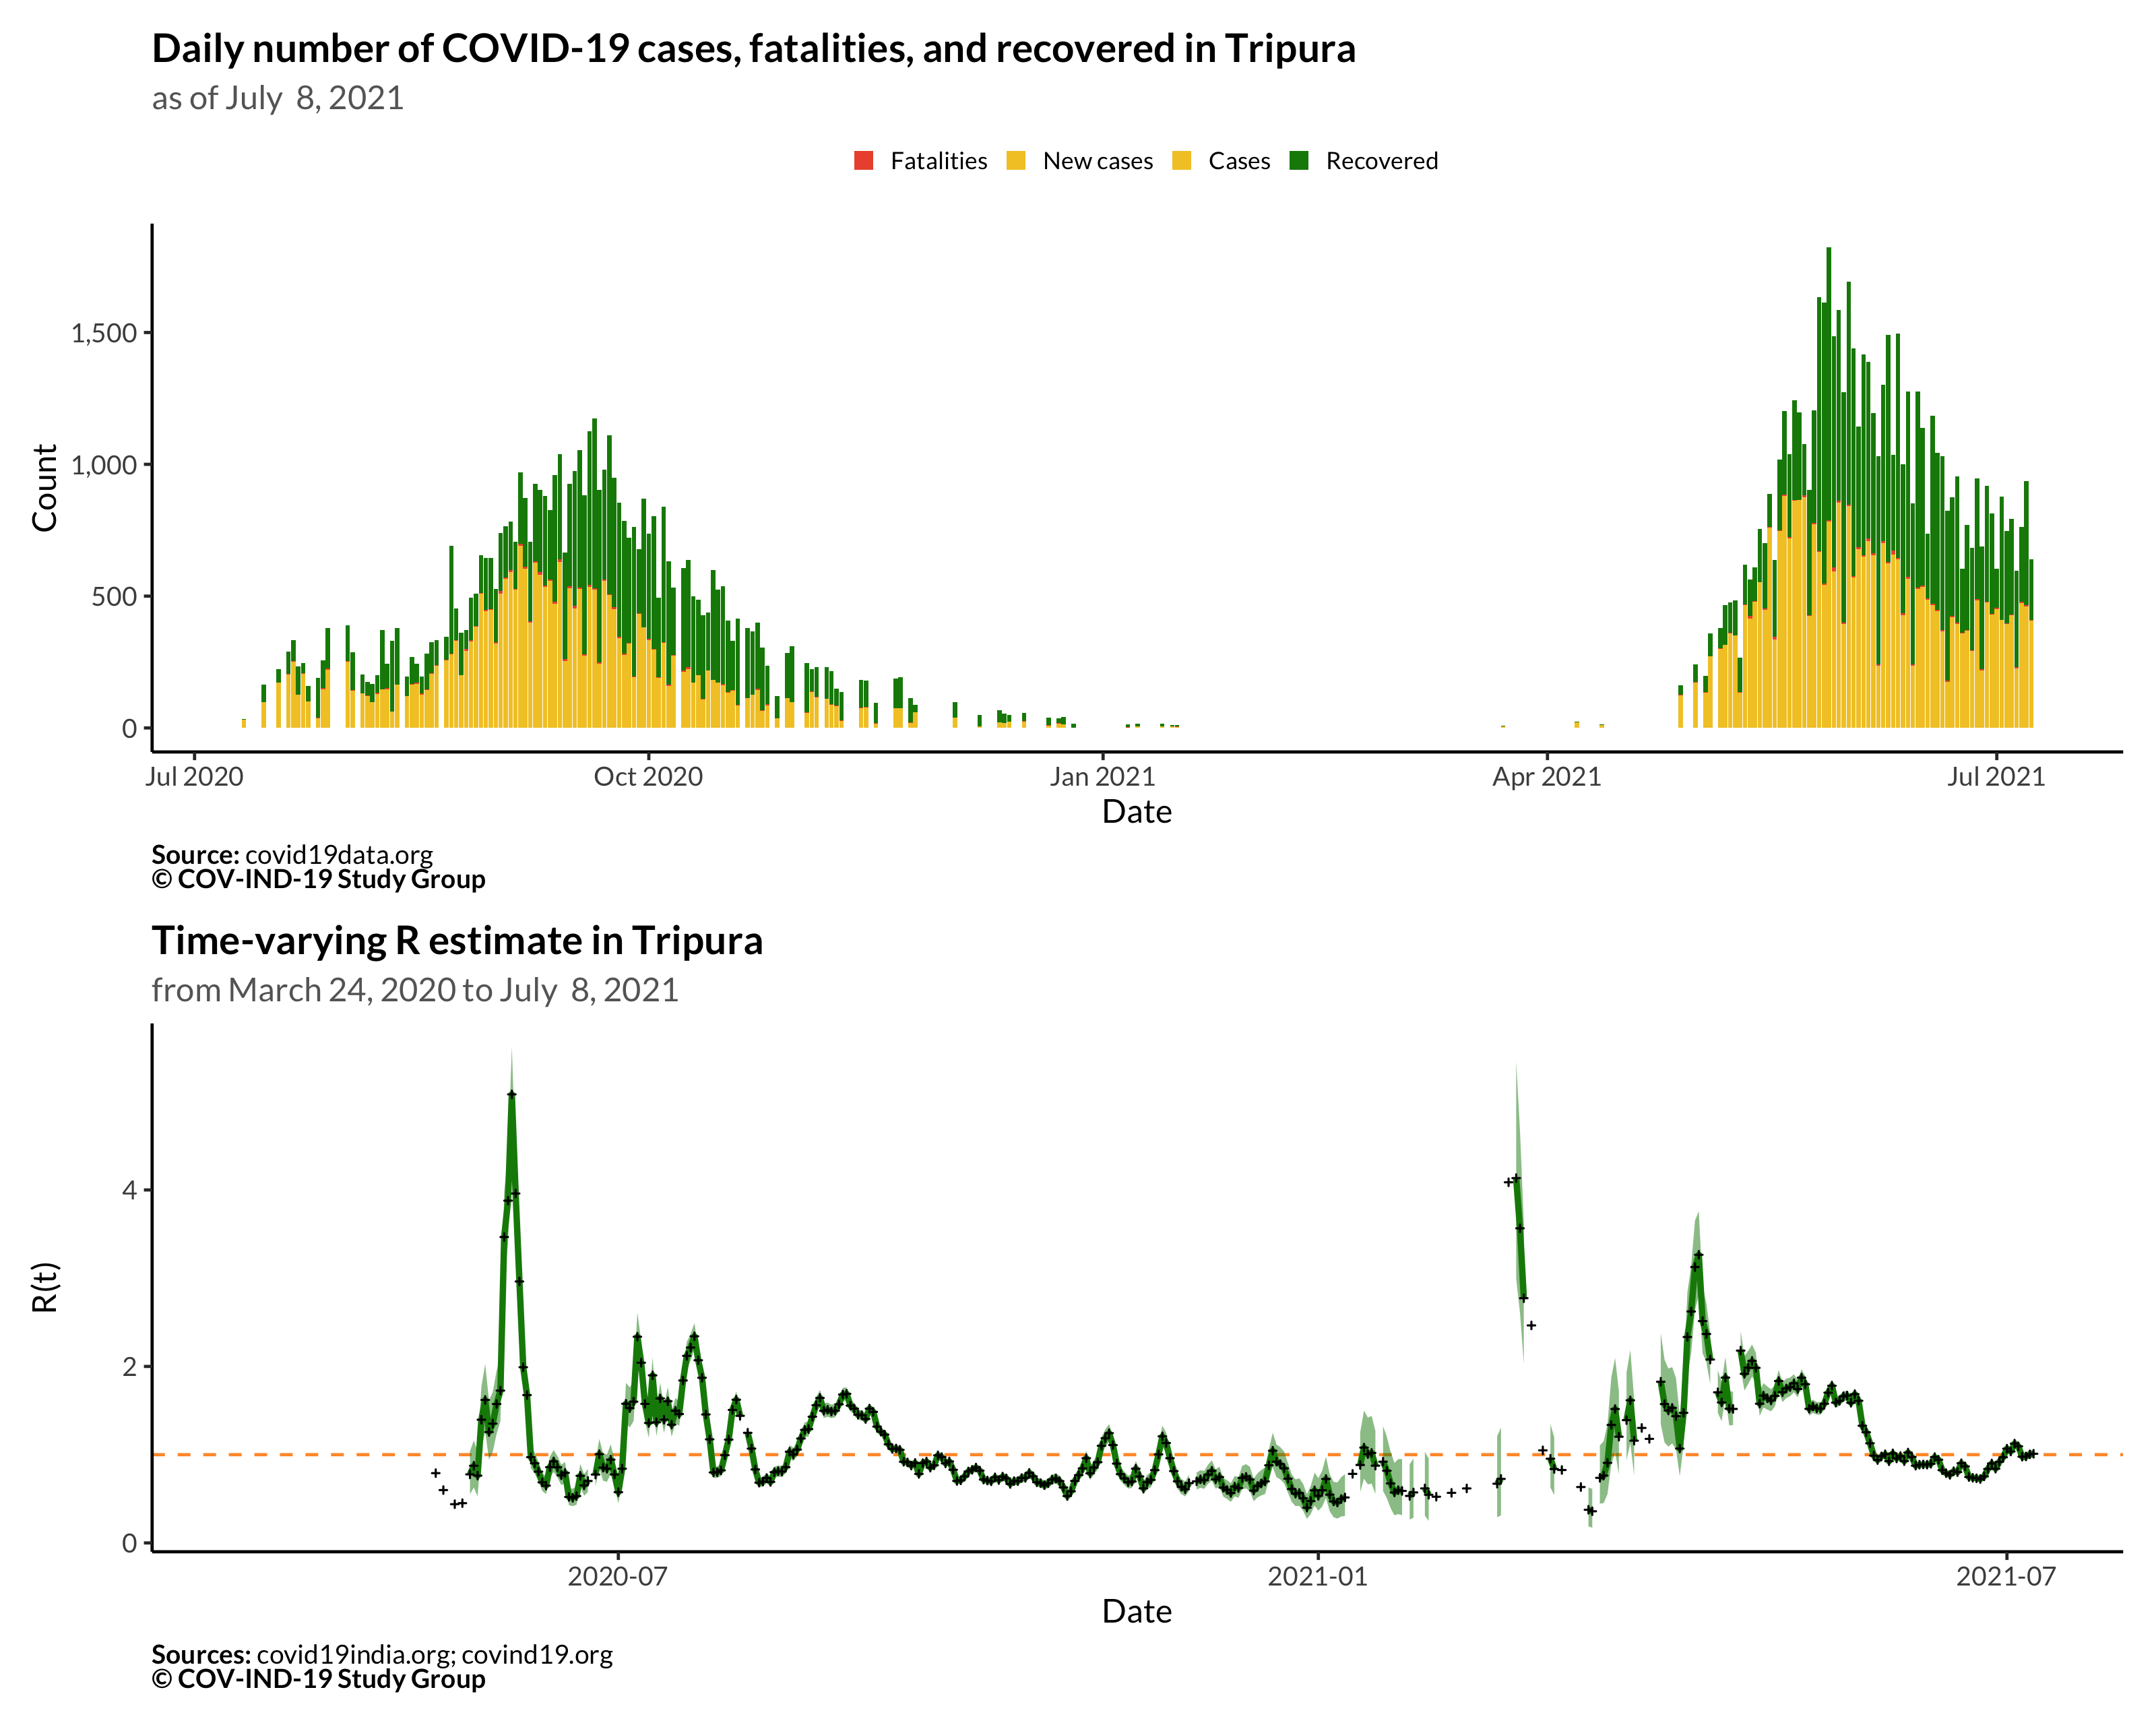 Daily number of COVID-19 cases, fatalities, and recovered in Tripura
as of July  8, 2021
Fatalities New cases Cases Recovered
Count
1,500
1,000
500
0
Jul 2020 Oct 2020 Jan 2021 Apr 2021 Jul 2021
Date
Source: covid19data.org
© COV-IND-19 Study Group
Time-varying R estimate in Tripura
from March 24, 2020 to July  8, 2021
R(t)
4
2
0
2020-07 2021-01 2021-07
Date
Sources: covid19india.org; covind19.org
© COV-IND-19 Study Group